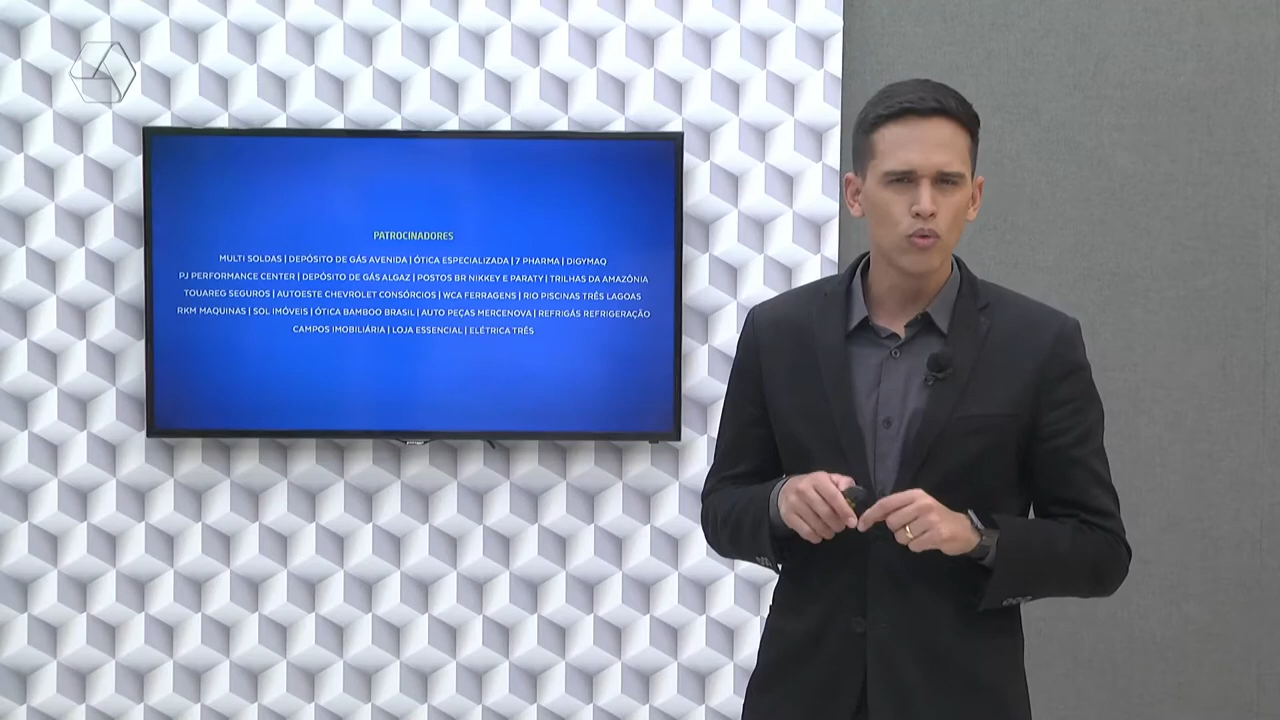 PATROCINADORES
MULTI SOLDAS | DEPÓSITO DE GÁS AVENIDA | ÓTICA ESPECIALIZADA | 7 PHARMA | DIGYMAQ
PJ PERFORMANCE CENTER | DEPÓSITO DE GÁS ALGAZ | POSTOS BR NIKKEY E PARATY | TRILHAS DA AMAZÔNIA
TOUAREG SEGUROS | AUTOESTE CHEVROLET CONSÓRCIOS | WCA FERRAGENS | RIO PISCINAS TRÊS LAGOAS
RKM MAQUINAS | SOL IMÓVEIS | ÓTICA BAMBOO BRASIL | AUTO PEÇAS MERCENOVA | REFRIGÁS REFRIGERAÇÃO
CAMPOS IMOBILIÁRIA | LOJA ESSENCIAL | ELÉTRICA TRÊS